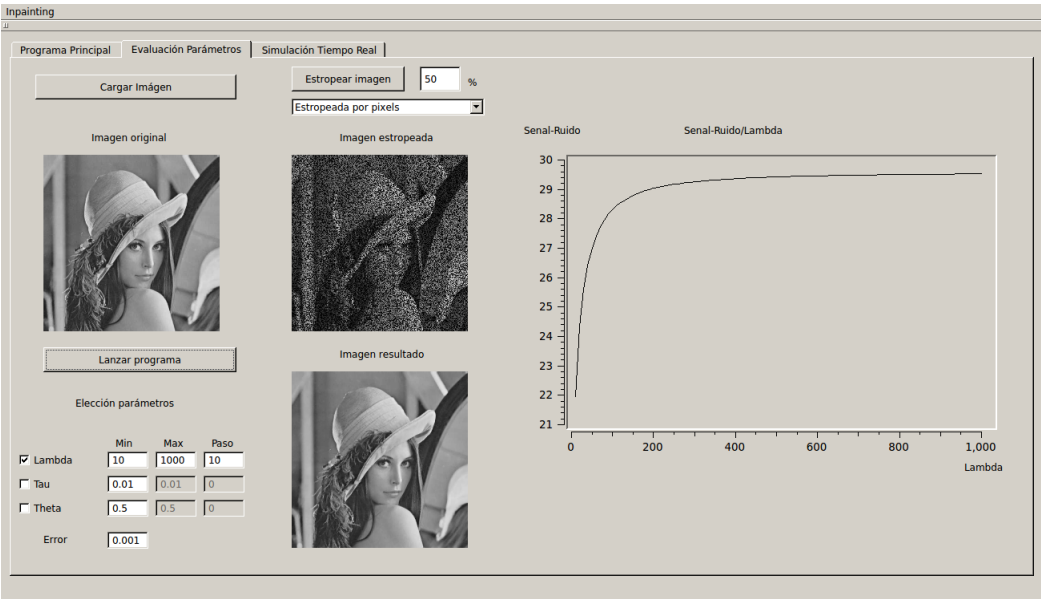 Inpainting
Programa Principal
Evaluación Parámetros
Simulación Tiempo Real
Cargar Imágen
Estropear imagen
50
%
Estropeada por pixels
Imagen original
Imagen estropeada
Lanzar programa
Imagen resultado
Elección parámetros
Min Max Paso
Lambda 10 1000 10
Tau 0.01 0.01 0
Theta 0.5 0.5 0
Error 0.001
Senal-Ruido
Senal-Ruido/Lambda
30
29
28
27
26
25
24
23
22
21
0 200 400 600 800 1,000
Lambda